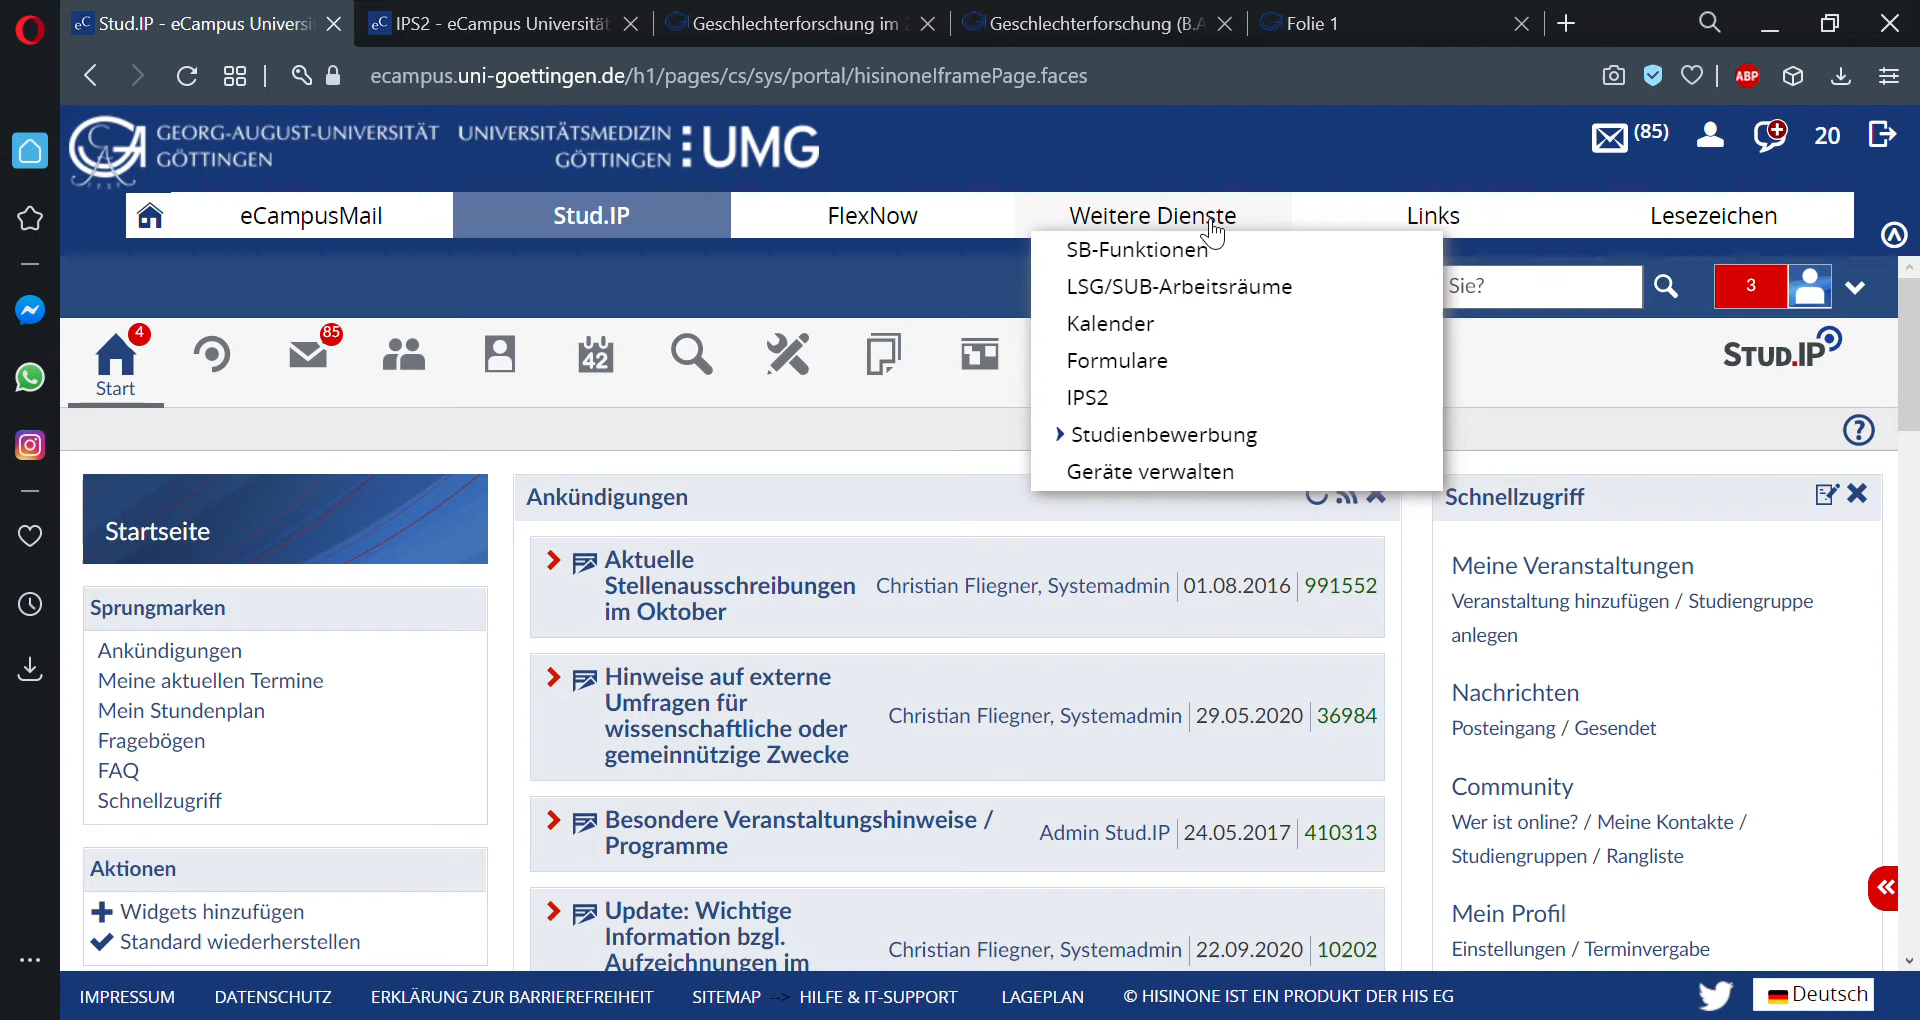 Stud.IP - eCampus Universi
IPS2 - eCampus Universität
Geschlechterforschung im
Geschlechterforschung (B.A
Folie 1
ecampus.uni-goettingen.de/h1/pages/cs/sys/portal/hisinoneIframePage.faces
ABP
GEORG-AUGUST-UNIVERSITÄT
GÖTTINGEN
UNIVERSITÄTSMEDIZIN
GÖTTINGEN
UMG
(85)
20
eCampusMail
Stud.IP
FlexNow
Weitere Dienste
Links
Lesezeichen
SB-Funktionen
LSG/SUB-Arbeitsräume
Kalender
Formulare
IPS2
Studienbewerbung
Geräte verwalten
Sie?
3
4
85
42
Start
STUD.IP
?
Startseite
Sprungmarken
Ankündigungen
Meine aktuellen Termine
Mein Stundenplan
Fragebögen
FAQ
Schnellzugriff
Aktionen
Widgets hinzufügen
Standard wiederherstellen
Ankündigungen
Aktuelle
Stellenausschreibungen
im Oktober
Christian Fliegner, Systemadmin 01.08.2016 991552
Hinweise auf externe
Umfragen für
wissenschaftliche oder
gemeinnützige Zwecke
Christian Fliegner, Systemadmin 29.05.2020 36984
Besondere Veranstaltungshinweise /
Programme
Admin Stud.IP 24.05.2017 410313
Update: Wichtige
Information bzgl.
Aufzeichnungen im
Christian Fliegner, Systemadmin 22.09.2020 10202
Schnellzugriff
Meine Veranstaltungen
Veranstaltung hinzufügen / Studiengruppe
anlegen
Nachrichten
Posteingang / Gesendet
Community
Wer ist online? / Meine Kontakte /
Studiengruppen / Rangliste
Mein Profil
Einstellungen / Terminvergabe
IMPRESSUM DATENSCHUTZ ERKLÄRUNG ZUR BARRIEREFREIHEIT SITEMAP --> HILFE & IT-SUPPORT LAGEPLAN © HISINONE IST EIN PRODUKT DER HIS EG
Deutsch